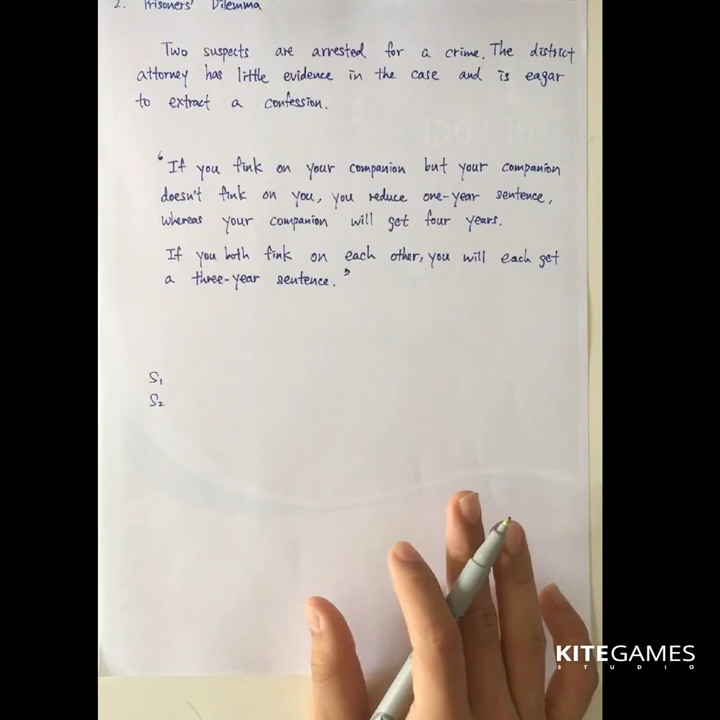 2. Prisoners' Dilemma
Two suspects are arrested for a crime. The district
attorney has little evidence in the case and is eagar
to extract a confession.
"If you fink on your companion but your companion
doesn't fink on you, you reduce one-year sentence,
whereas your companion will get four years.
If you both fink on each other, you will each get
a three-year sentence."
S1
S2
KITEGAMES
STUDIO